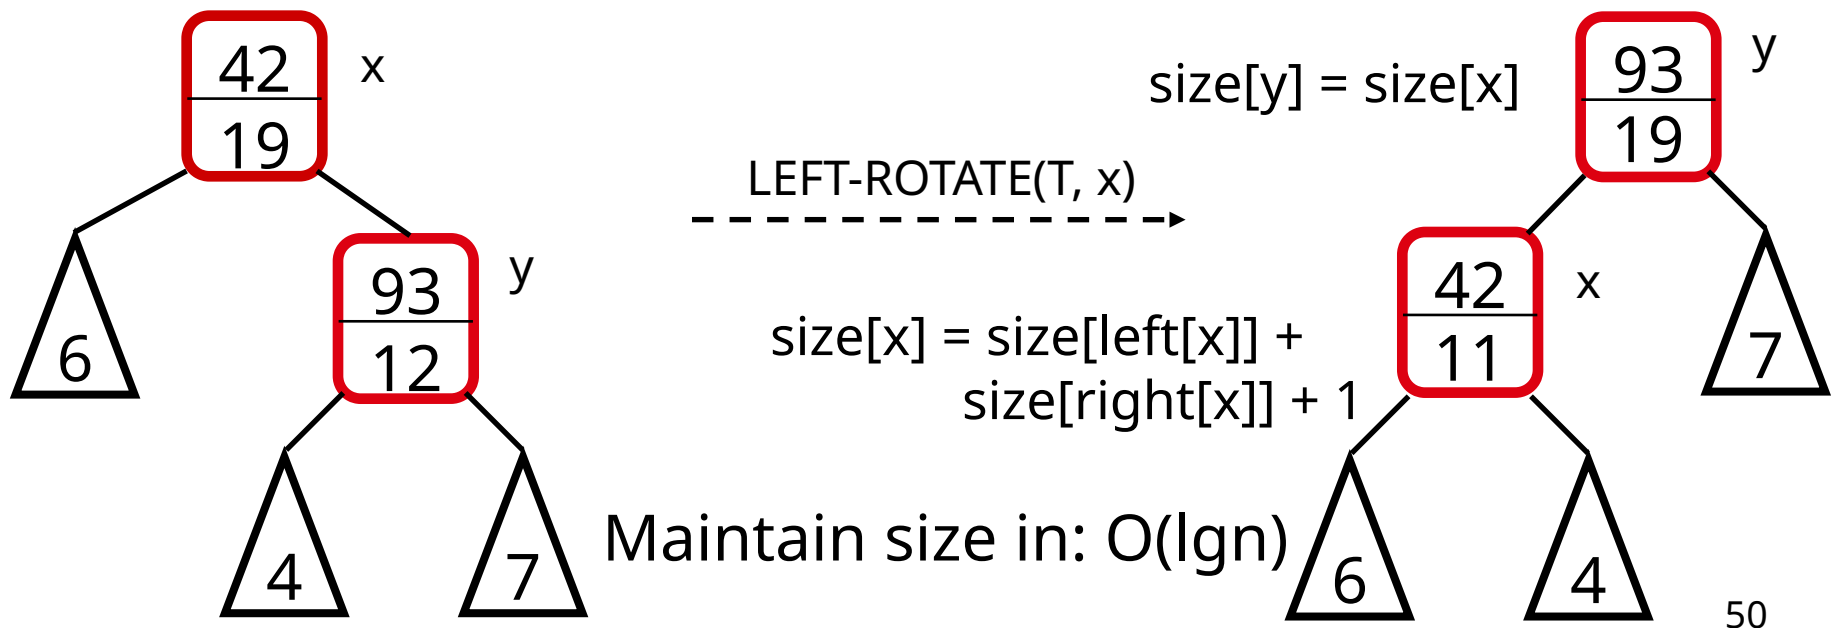 42
19
x
93
12
y
6
4
7
LEFT-ROTATE(T, x)
size[y] = size[x]
size[x] = size[left[x]] +
size[right[x]] + 1
Maintain size in: O(lgn)
93
19
y
42
11
x
7
6
4
50